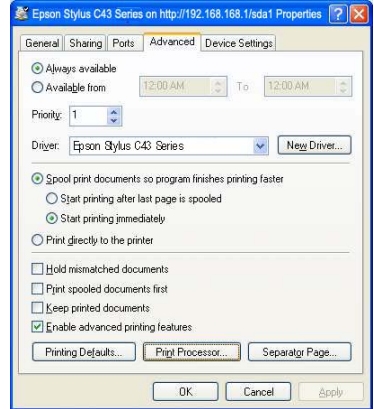 Epson Stylus C43 Series on http://192.168.1.1/sda1 Properties
General Sharing Ports Advanced Device Settings
Always available
Available from 12:00 AM To 12:00 AM
Priority: 1
Driver: Epson Stylus C43 Series New Driver...
Spool print documents so program finishes printing faster
Start printing after last page is spooled
Start printing immediately
Print directly to the printer
Hold mismatched documents
Print spooled documents first
Keep printed documents
Enable advanced printing features
Printing Defaults... Print Processor... Separator Page...
OK Cancel Apply